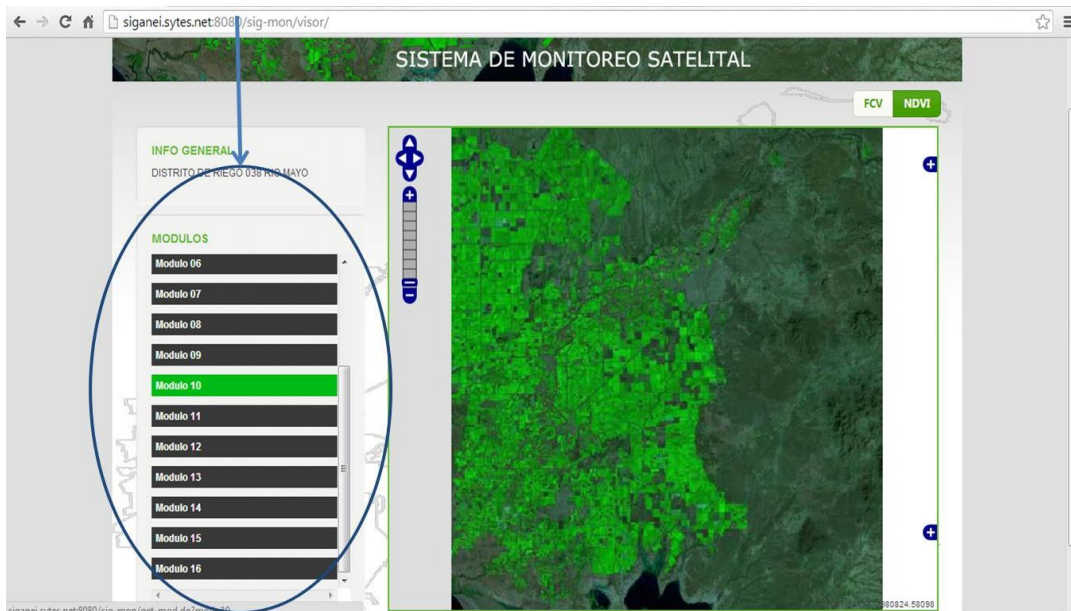 siganei.sytes.net:8080/sig-mon/visor/
SISTEMA DE MONITOREO SATELITAL
FCV NDVI
INFO GENERAL
DISTRITO DE RIEGO 038 RIO MAYO
MODULOS
Modulo 06
Modulo 07
Modulo 08
Modulo 09
Modulo 10
Modulo 11
Modulo 12
Modulo 13
Modulo 14
Modulo 15
Modulo 16
980824.58098